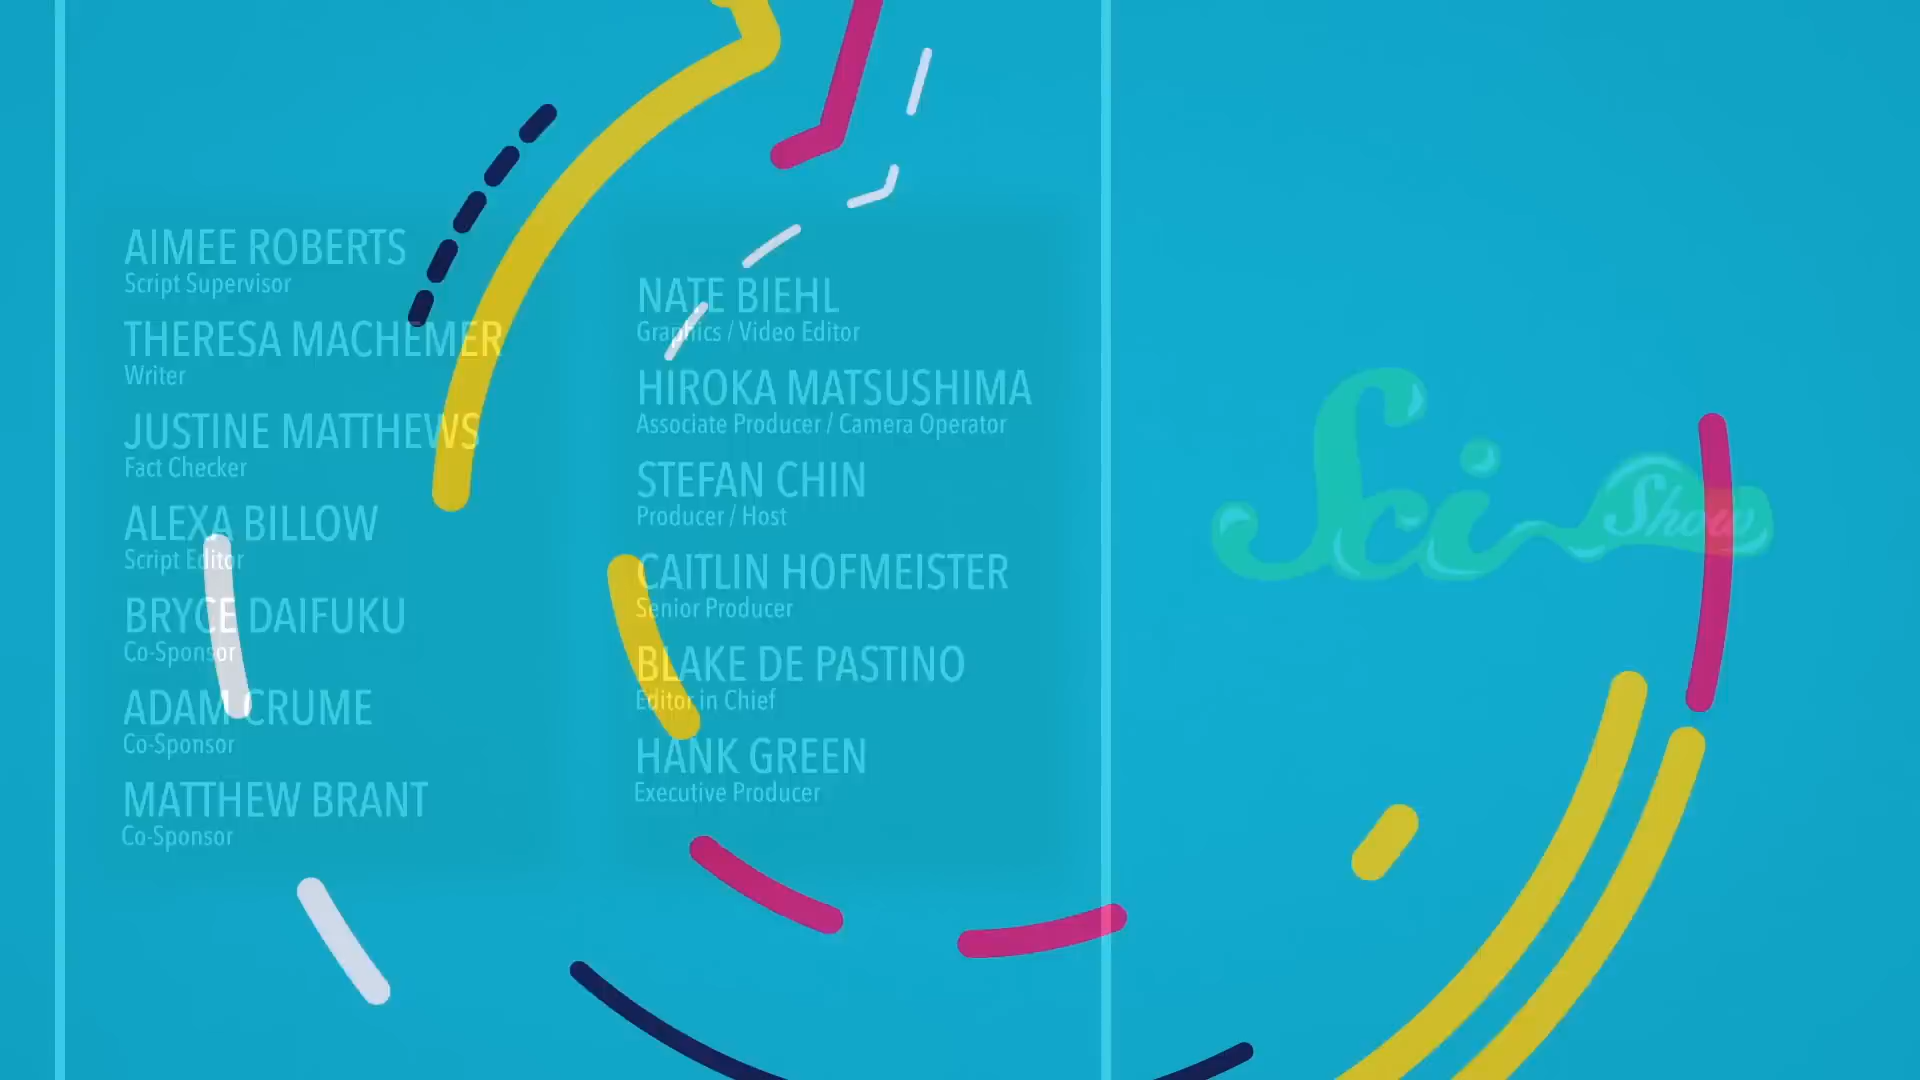 AIMEE ROBERTS
Script Supervisor
THERESA MACHEMER
Writer
JUSTINE MATTHEWS
Fact Checker
ALEXA BILLOW
Script Editor
BRYCE DAIFUKU
Co-Sponsor
ADAM CRUME
Co-Sponsor
MATTHEW BRANT
Co-Sponsor
NATE BIEHL
Graphics / Video Editor
HIROKA MATSUSHIMA
Associate Producer / Camera Operator
STEFAN CHIN
Producer / Host
CAITLIN HOFMEISTER
Senior Producer
BLAKE DE PASTINO
Editor in Chief
HANK GREEN
Executive Producer
Sci Show